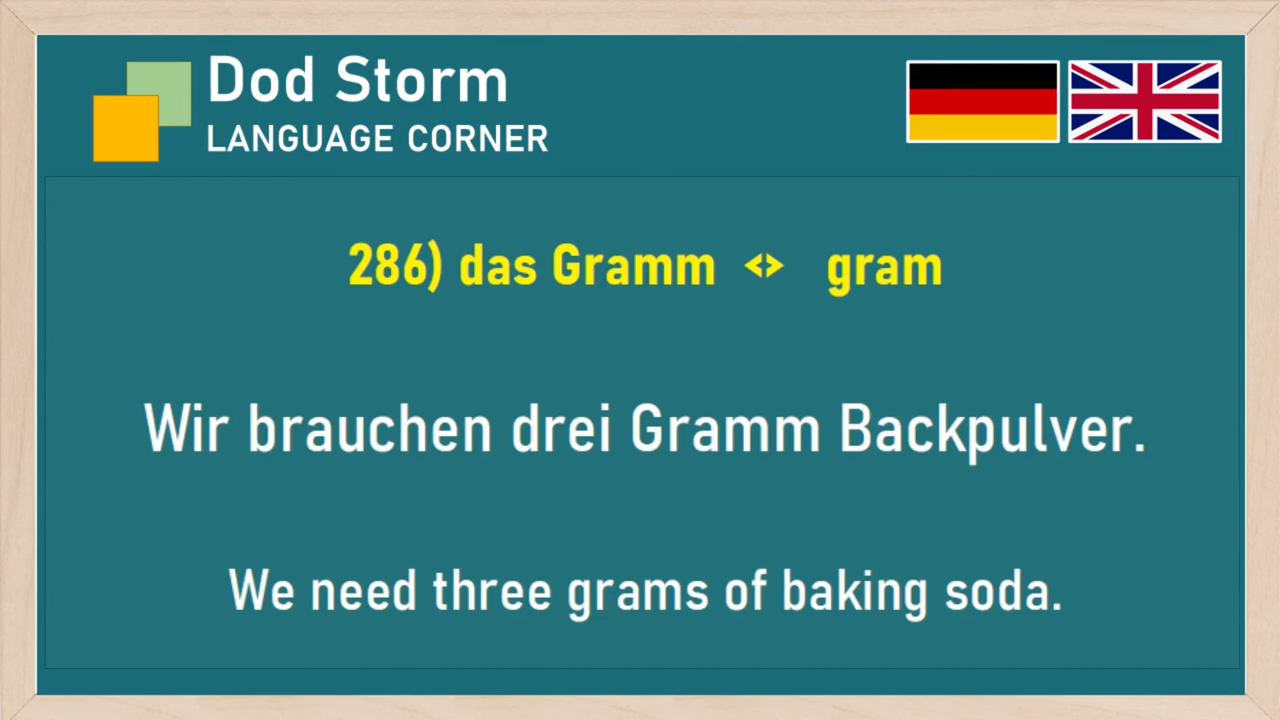 Dod Storm
LANGUAGE CORNER
286) das Gramm <> gram
Wir brauchen drei Gramm Backpulver.
We need three grams of baking soda.